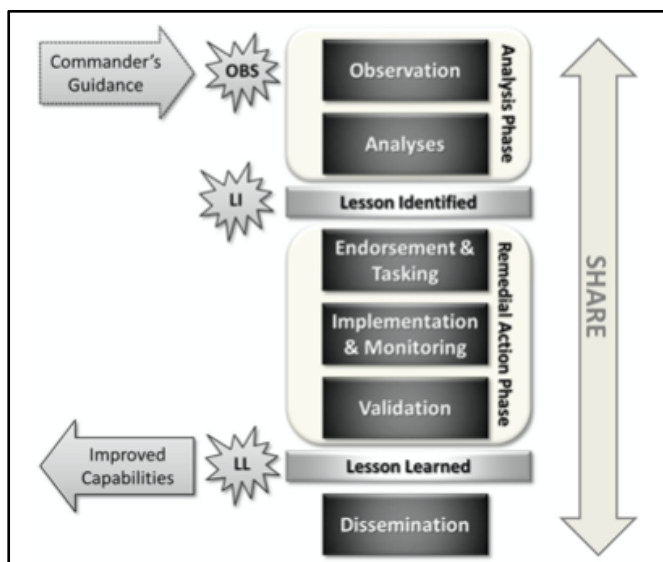 Commander's
Guidance
OBS
Observation
Analyses
Analysis Phase
LI
Lesson Identified
Endorsement &
Tasking
Implementation
& Monitoring
Validation
Remedial Action Phase
SHARE
Improved
Capabilities
LL
Lesson Learned
Dissemination